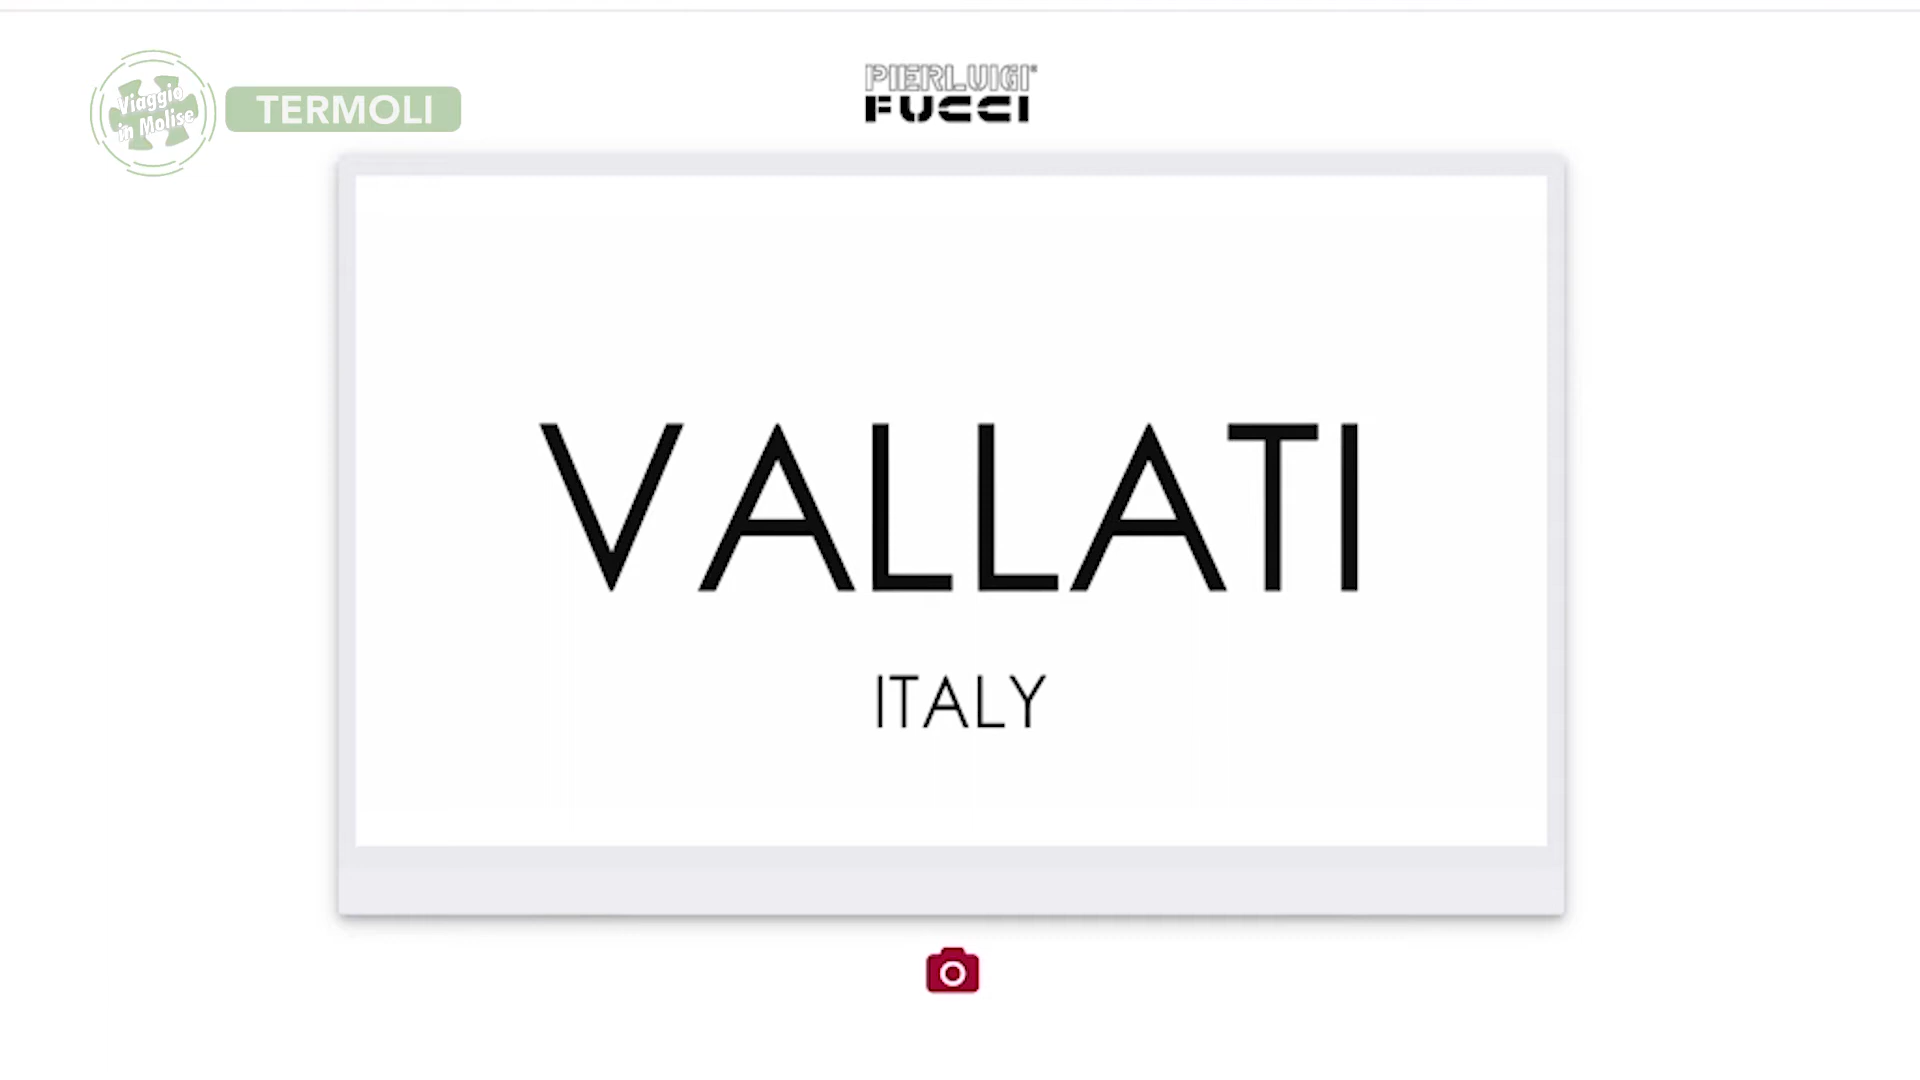 Viaggio
in Molise
TERMOLI
PIERLUIGI
FUCCI
VALLATI
ITALY